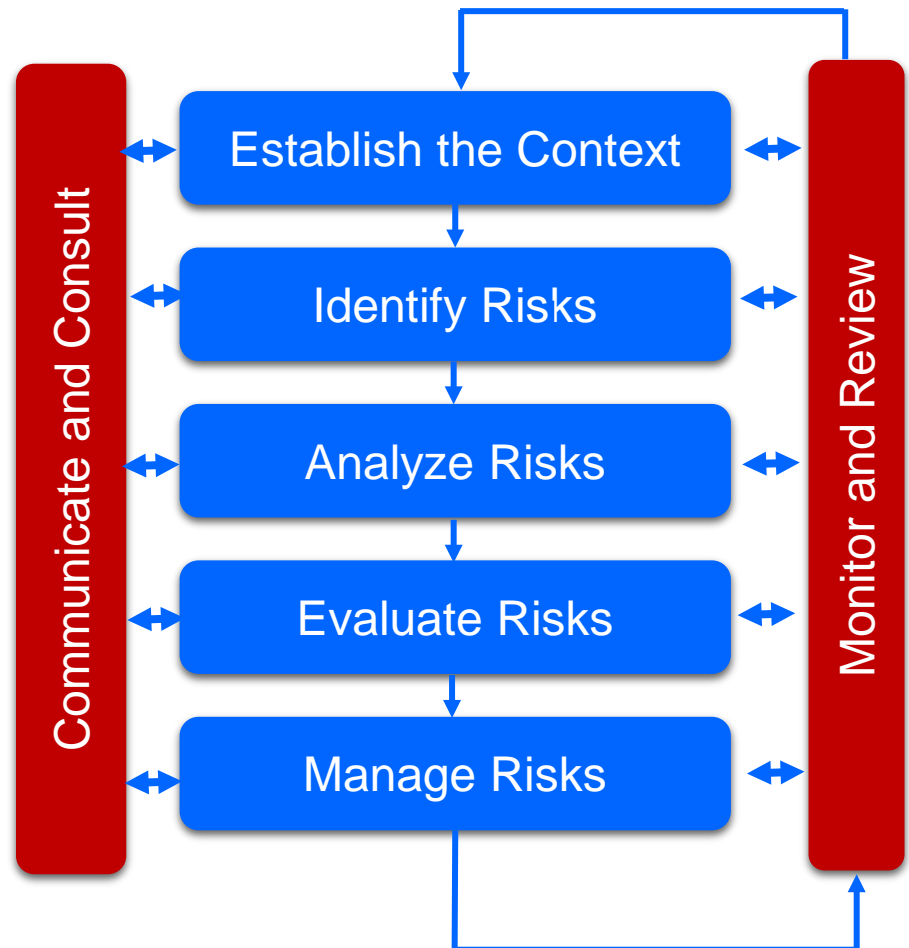 Communicate and Consult
Establish the Context
Identify Risks
Analyze Risks
Evaluate Risks
Manage Risks
Monitor and Review